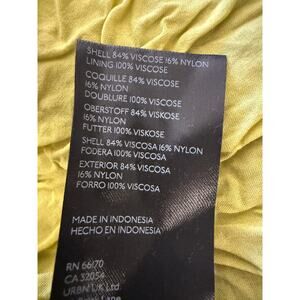 SHELL 84% VISCOSE 16% NYLON
LINING 100% VISCOSE
COQUILLE 84% VISCOSE
16% NYLON
DOUBLURE 100% VISCOSE
OBERSTOFF 84% VISKOSE
16% NYLON
FUTTER 100% VISKOSE
SHELL 84% VISCOSA 16% NYLON
FODERA 100% VISCOSA
EXTERIOR 84% VISCOSA
16% NYLON
FORRO 100% VISCOSA
MADE IN INDONESIA
HECHO EN INDONESIA
RN 66170
CA 32054
URBN UK Ltd
Lane